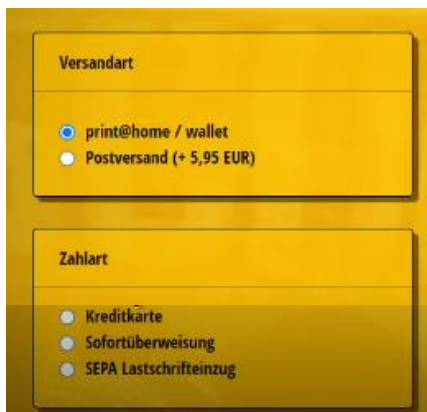 Versandart
print@home / wallet
Postversand (+ 5,95 EUR)
Zahlart
Kreditkarte
Sofortüberweisung
SEPA Lastschrifteinzug